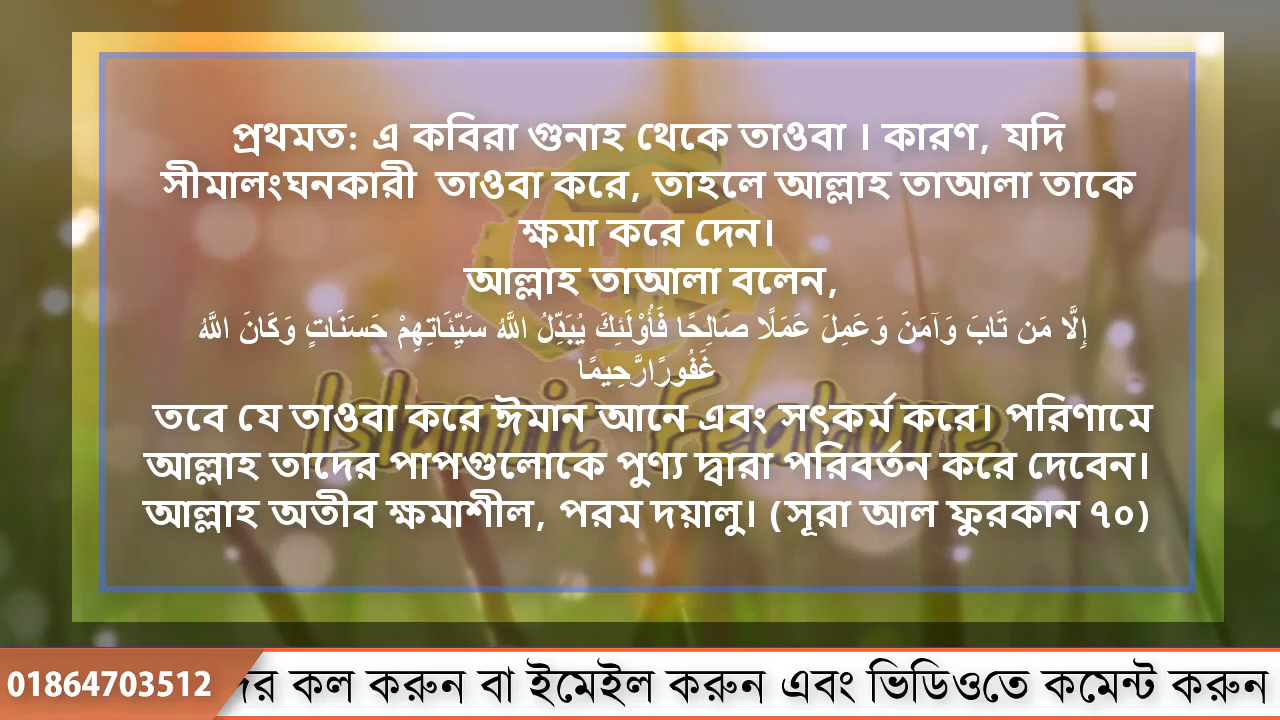 প্রথমত: এ কবিরা গুনাহ থেকে তাওবা । কারণ, যদি
সীমালংঘনকারী তাওবা করে, তাহলে আল্লাহ তাআলা তাকে
ক্ষমা করে দেন।
আল্লাহ তাআলা বলেন,
إِلَّا مَن تَابَ وَآمَنَ وَعَمِلَ عَمَلًا صَالِحًا فَأُوْلَئِكَ يُبَدِّلُ اللَّهُ سَيِّئَاتِهِمْ حَسَنَاتٍ وَكَانَ اللَّهُ
غَفُورًارَّحِيمًا
তবে যে তাওবা করে ঈমান আনে এবং সৎকর্ম করে। পরিণামে
আল্লাহ তাদের পাপগুলোকে পুণ্য দ্বারা পরিবর্তন করে দেবেন।
আল্লাহ অতীব ক্ষমাশীল, পরম দয়ালু। (সূরা আল ফুরকান ৭০)
Islamic Feature
01864703512 কল করুন বা ইমেইল করুন এবং ভিডিওতে কমেন্ট করুন